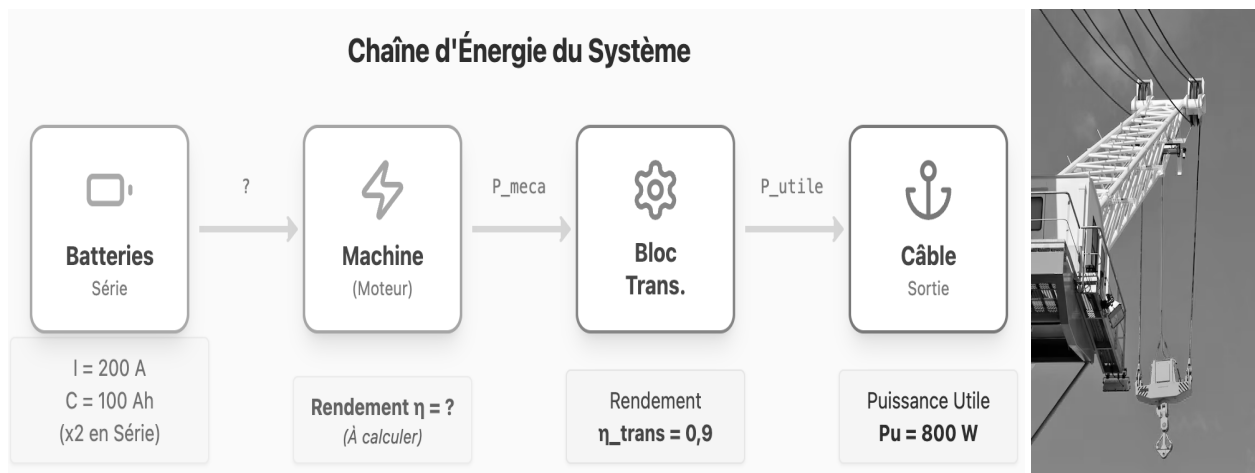 Chaîne d'Énergie du Système
?
P_meca
P_utile
Batteries
Série
Machine
(Moteur)
Bloc
Trans.
Câble
Sortie
I = 200 A
C = 100 Ah
(x2 en Série)
Rendement η = ?
(À calculer)
Rendement
η_trans = 0,9
Puissance Utile
Pu = 800 W